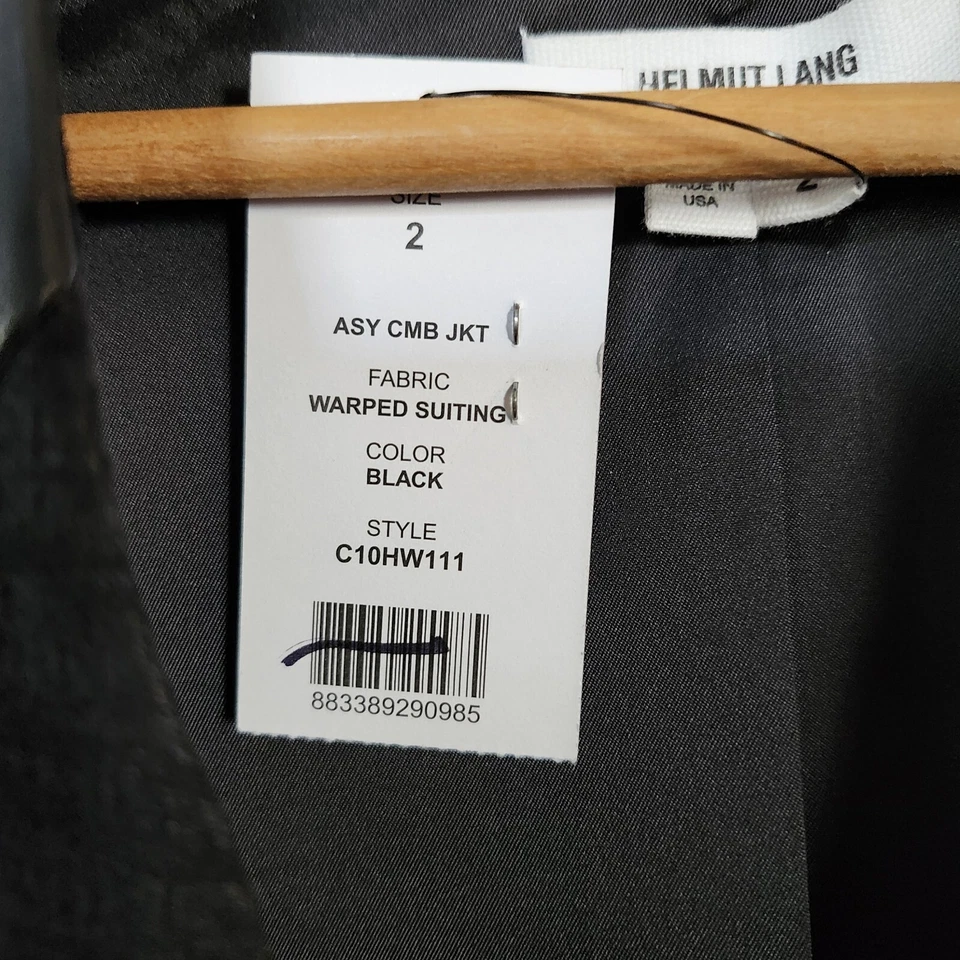 HELMUT LANG
MADE IN
USA
2
SIZE
2
ASY CMB JKT
FABRIC
WARPED SUITING
COLOR
BLACK
STYLE
C10HW111
883389290985